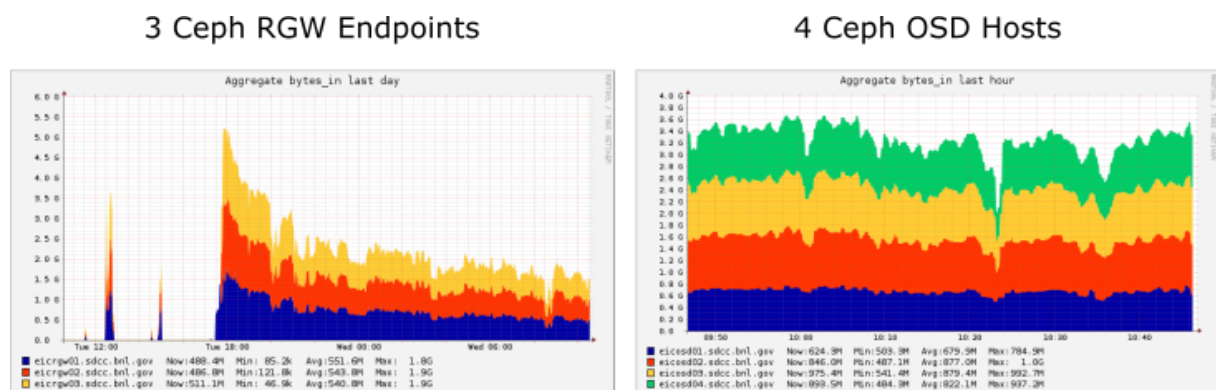 3 Ceph RGW Endpoints
4 Ceph OSD Hosts
Aggregate bytes_in last day
6.0 G
5.5 G
5.0 G
4.5 G
4.0 G
3.5 G
3.0 G
2.5 G
2.0 G
1.5 G
1.0 G
0.5 G
0.0
Tue 12:00 Tue 18:00 Wed 00:00 Wed 06:00
eicrgw01.sdcc.bnl.gov Now:488.4M Min: 85.2k Avg:551.6M Max: 1.8G
eicrgw02.sdcc.bnl.gov Now:486.8M Min:121.8k Avg:543.8M Max: 1.9G
eicrgw03.sdcc.bnl.gov Now:511.1M Min: 46.9k Avg:540.8M Max: 1.9G
Aggregate bytes_in last hour
4.0 G
3.8 G
3.6 G
3.4 G
3.2 G
3.0 G
2.8 G
2.6 G
2.4 G
2.2 G
2.0 G
1.8 G
1.6 G
1.4 G
1.2 G
1.0 G
0.8 G
0.6 G
0.4 G
0.2 G
0.0
09:50 10:00 10:10 10:20 10:30 10:40
eicosd01.sdcc.bnl.gov Now:624.3M Min:503.9M Avg:679.9M Max:784.9M
eicosd02.sdcc.bnl.gov Now:846.0M Min:487.1M Avg:877.0M Max: 1.0G
eicosd03.sdcc.bnl.gov Now:975.4M Min:541.4M Avg:879.4M Max:992.7M
eicosd04.sdcc.bnl.gov Now:893.5M Min:484.3M Avg:822.1M Max:937.2M